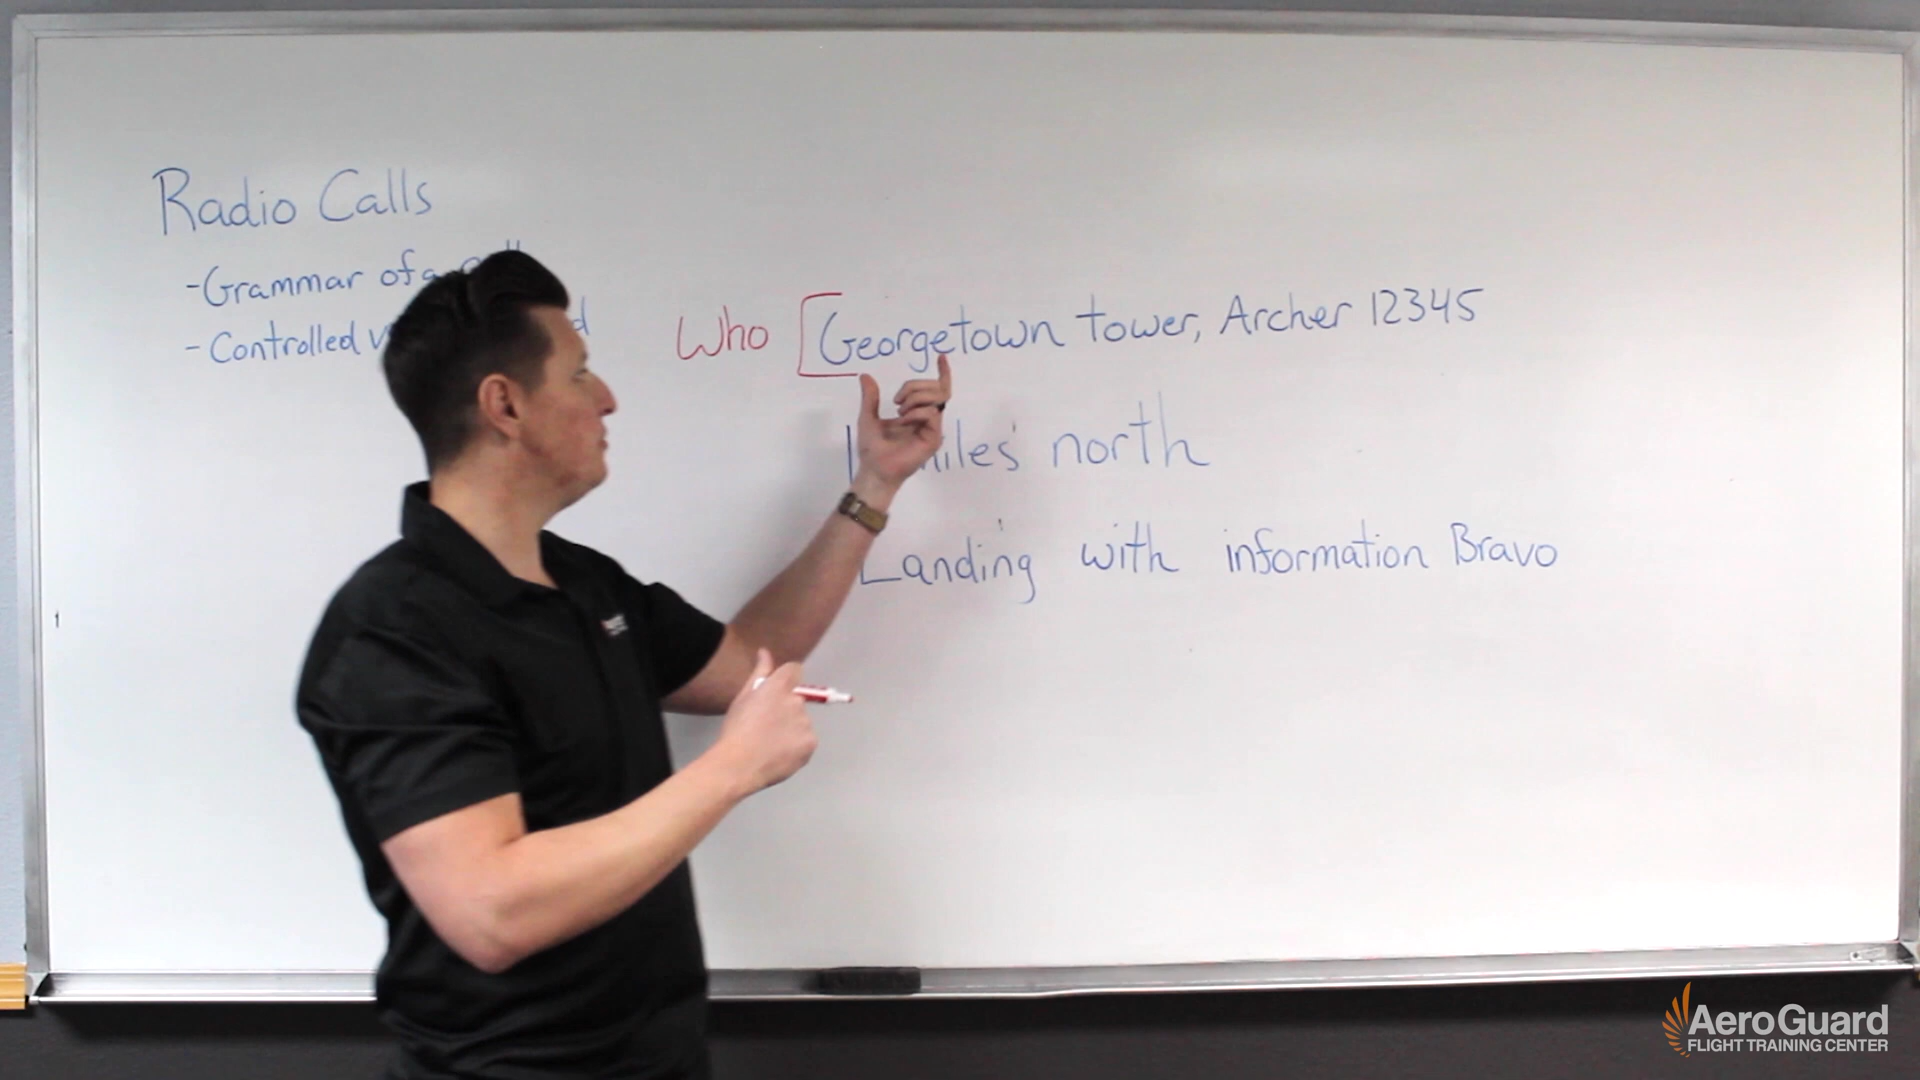 Radio Calls
-Grammar of a
-Controlled
Who [Georgetown tower, Archer 12345
miles north
Landing with information Bravo
AeroGuard
FLIGHT TRAINING CENTER